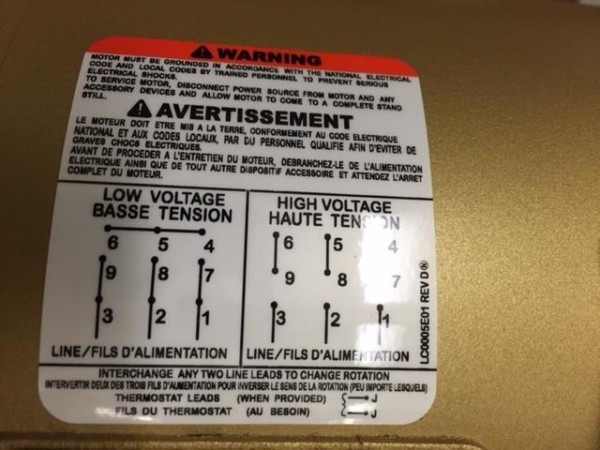 ⚠ WARNING
MOTOR MUST BE GROUNDED IN ACCORDANCE WITH THE NATIONAL ELECTRICAL
CODE AND LOCAL CODES BY TRAINED PERSONNEL TO PREVENT SERIOUS
ELECTRICAL SHOCKS.
TO SERVICE MOTOR, DISCONNECT POWER SOURCE FROM MOTOR AND ANY
ACCESSORY DEVICES AND ALLOW MOTOR TO COME TO A COMPLETE STAND
STILL.
⚠ AVERTISSEMENT
LE MOTEUR DOIT ETRE MIS A LA TERRE, CONFORMEMENT AU CODE ELECTRIQUE
NATIONAL ET AUX CODES LOCAUX, PAR DU PERSONNEL QUALIFIE AFIN D'EVITER DE
GRAVES CHOCS ELECTRIQUES.
AVANT DE PROCEDER A L'ENTRETIEN DU MOTEUR, DEBRANCHEZ-LE DE L'ALIMENTATION
ELECTRIQUE AINSI QUE DE TOUT AUTRE DISPOSITIF ACCESSOIRE ET ATTENDEZ L'ARRET
COMPLET DU MOTEUR.
LOW VOLTAGE
BASSE TENSION
6 5 4
9 8 7
3 2 1
LINE/FILS D'ALIMENTATION
HIGH VOLTAGE
HAUTE TENSION
6 5 4
9 8 7
3 2 1
LINE/FILS D'ALIMENTATION
LC0005E01 REV D®
INTERCHANGE ANY TWO LINE LEADS TO CHANGE ROTATION
INTERVERTIR DEUX DES TROIS FILS D'ALIMENTATION POUR INVERSER LE SENS DE LA ROTATION (PEU IMPORTE LESQUELS)
THERMOSTAT LEADS (WHEN PROVIDED) J
FILS DU THERMOSTAT (AU BESOIN) J